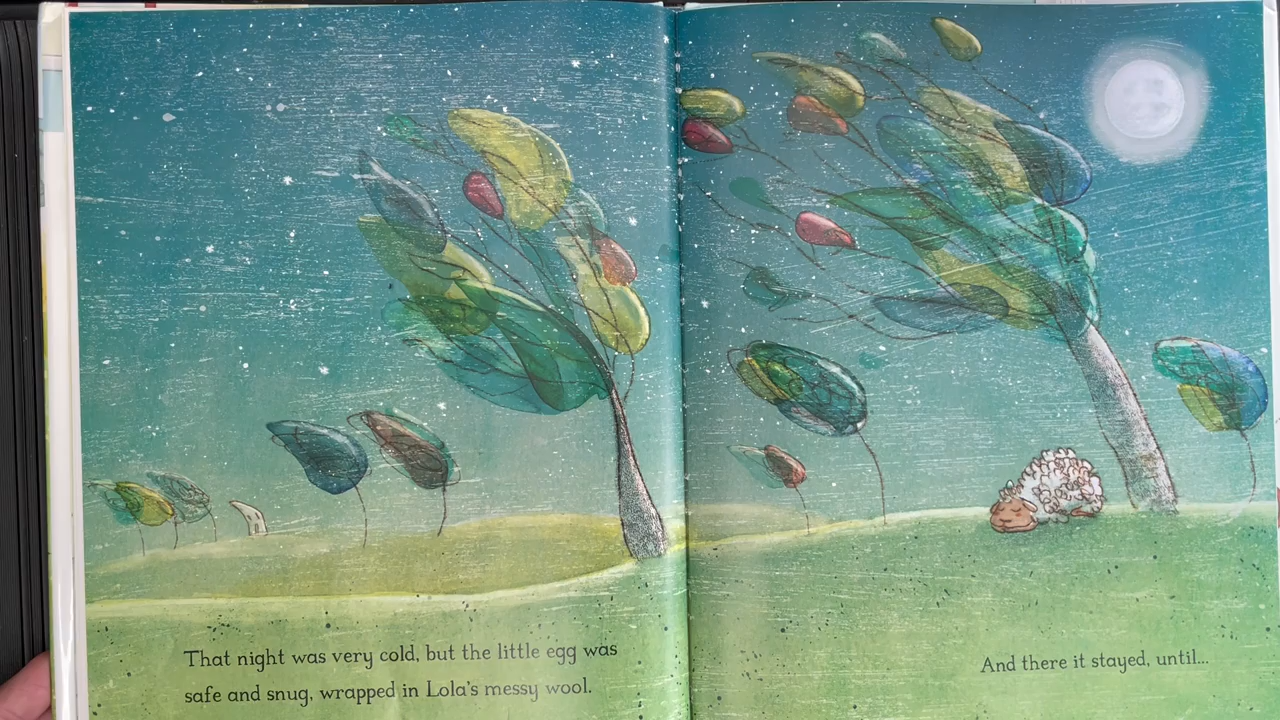 That night was very cold, but the little egg was
safe and snug, wrapped in Lola's messy wool.
And there it stayed, until...